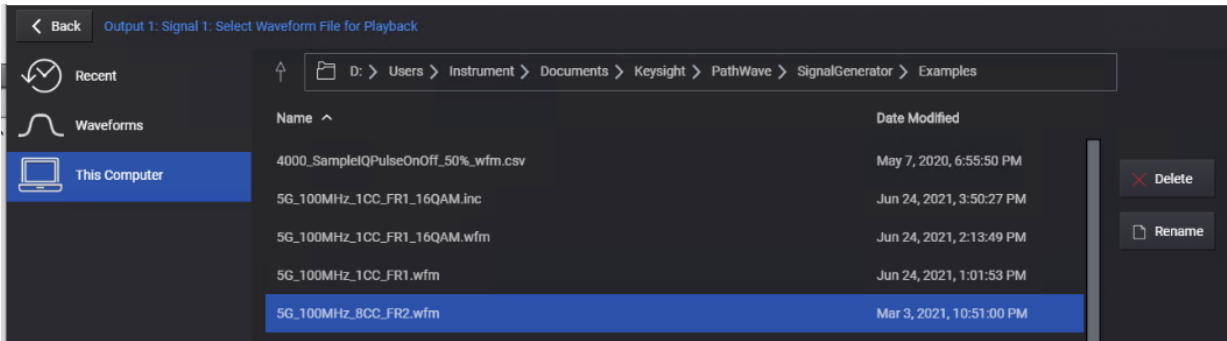 Back Output 1: Signal 1: Select Waveform File for Playback
Recent
Waveforms
This Computer
D: > Users > Instrument > Documents > Keysight > PathWave > SignalGenerator > Examples
Name Date Modified
4000_SampleIQPulseOnOff_50%_wfm.csv May 7, 2020, 6:55:50 PM
5G_100MHz_1CC_FR1_16QAM.inc Jun 24, 2021, 3:50:27 PM
5G_100MHz_1CC_FR1_16QAM.wfm Jun 24, 2021, 2:13:49 PM
5G_100MHz_1CC_FR1.wfm Jun 24, 2021, 1:01:53 PM
5G_100MHz_8CC_FR2.wfm Mar 3, 2021, 10:51:00 PM
Delete
Rename